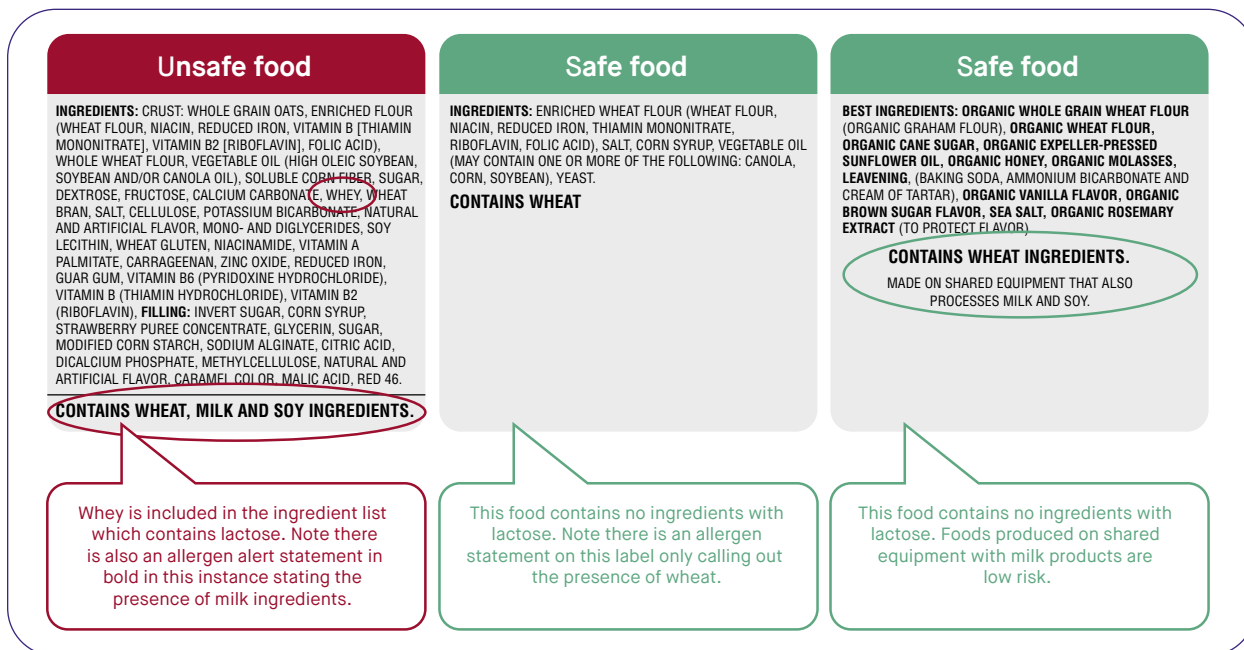 Unsafe food
INGREDIENTS: CRUST: WHOLE GRAIN OATS, ENRICHED FLOUR
(WHEAT FLOUR, NIACIN, REDUCED IRON, VITAMIN B [THIAMIN
MONONITRATE], VITAMIN B2 [RIBOFLAVIN], FOLIC ACID),
WHOLE WHEAT FLOUR, VEGETABLE OIL (HIGH OLEIC SOYBEAN,
SOYBEAN AND/OR CANOLA OIL), SOLUBLE CORN FIBER, SUGAR,
DEXTROSE, FRUCTOSE, CALCIUM CARBONATE, WHEY, WHEAT
BRAN, SALT, CELLULOSE, POTASSIUM BICARBONATE, NATURAL
AND ARTIFICIAL FLAVOR, MONO- AND DIGLYCERIDES, SOY
LECITHIN, WHEAT GLUTEN, NIACINAMIDE, VITAMIN A
PALMITATE, CARRAGEENAN, ZINC OXIDE, REDUCED IRON,
GUAR GUM, VITAMIN B6 (PYRIDOXINE HYDROCHLORIDE),
VITAMIN B (THIAMIN HYDROCHLORIDE), VITAMIN B2
(RIBOFLAVIN), FILLING: INVERT SUGAR, CORN SYRUP,
STRAWBERRY PUREE CONCENTRATE, GLYCERIN, SUGAR,
MODIFIED CORN STARCH, SODIUM ALGINATE, CITRIC ACID,
DICALCIUM PHOSPHATE, METHYLCELLULOSE, NATURAL AND
ARTIFICIAL FLAVOR, CARAMEL COLOR, MALIC ACID, RED 46.
CONTAINS WHEAT, MILK AND SOY INGREDIENTS.
Whey is included in the ingredient list
which contains lactose. Note there
is also an allergen alert statement in
bold in this instance stating the
presence of milk ingredients.
Safe food
INGREDIENTS: ENRICHED WHEAT FLOUR (WHEAT FLOUR,
NIACIN, REDUCED IRON, THIAMIN MONONITRATE,
RIBOFLAVIN, FOLIC ACID), SALT, CORN SYRUP, VEGETABLE OIL
(MAY CONTAIN ONE OR MORE OF THE FOLLOWING: CANOLA,
CORN, SOYBEAN), YEAST.
CONTAINS WHEAT
This food contains no ingredients with
lactose. Note there is an allergen
statement on this label only calling out
the presence of wheat.
Safe food
BEST INGREDIENTS: ORGANIC WHOLE GRAIN WHEAT FLOUR
(ORGANIC GRAHAM FLOUR), ORGANIC WHEAT FLOUR,
ORGANIC CANE SUGAR, ORGANIC EXPELLER-PRESSED
SUNFLOWER OIL, ORGANIC HONEY, ORGANIC MOLASSES,
LEAVENING, (BAKING SODA, AMMONIUM BICARBONATE AND
CREAM OF TARTAR), ORGANIC VANILLA FLAVOR, ORGANIC
BROWN SUGAR FLAVOR, SEA SALT, ORGANIC ROSEMARY
EXTRACT (TO PROTECT FLAVOR)
CONTAINS WHEAT INGREDIENTS.
MADE ON SHARED EQUIPMENT THAT ALSO
PROCESSES MILK AND SOY.
This food contains no ingredients with
lactose. Foods produced on shared
equipment with milk products are
low risk.